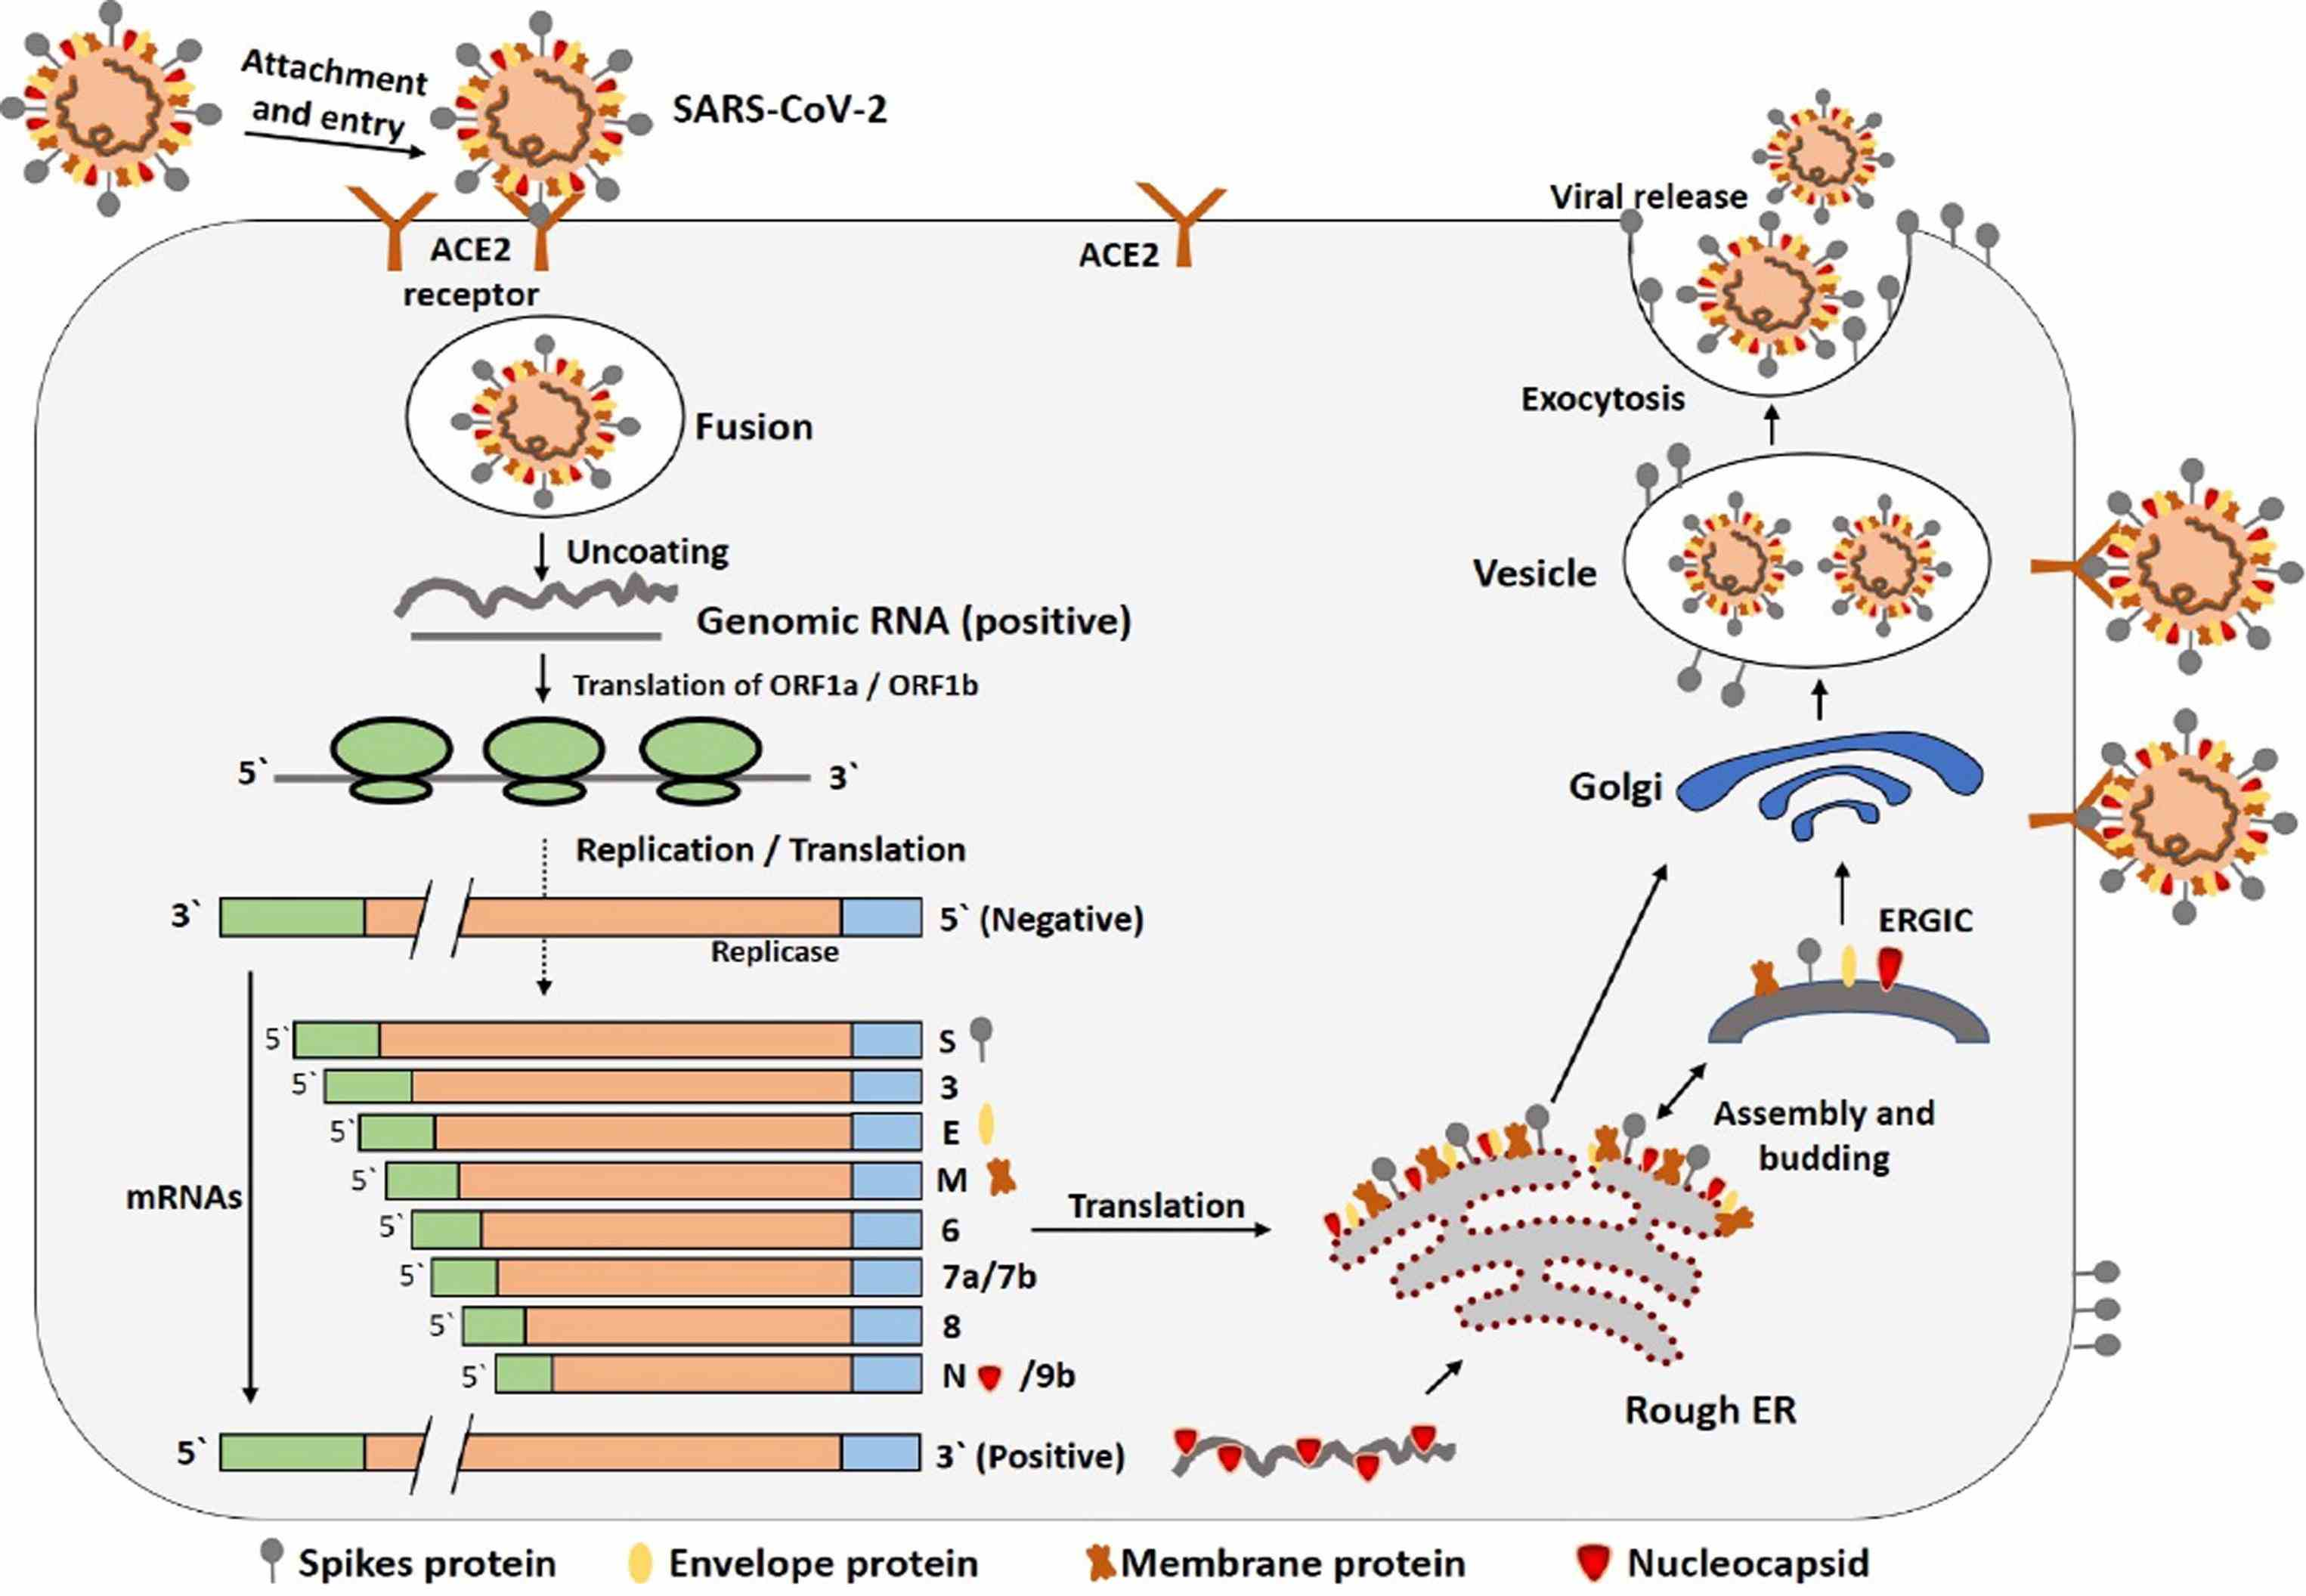 Attachment
and entry
SARS-CoV-2
Viral release
ACE2
receptor
ACE2
Fusion
Exocytosis
Uncoating
Genomic RNA (positive)
Vesicle
Translation of ORF1a / ORF1b
5` 3`
Golgi
Replication / Translation
3` 5` (Negative)
Replicase
ERGIC
5` S
5` 3
5` E
5` M
5` 6
5` 7a/7b
5` 8
5` N /9b
mRNAs
Translation
Assembly and
budding
Rough ER
5` 3` (Positive)
Spikes protein Envelope protein Membrane protein Nucleocapsid